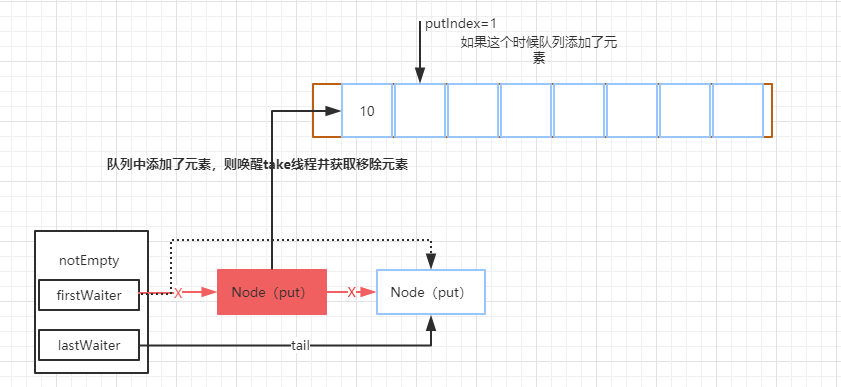 putIndex=1
如果这个时候队列添加了元
素
10
队列中添加了元素，则唤醒take线程并获取移除元素
notEmpty
firstWaiter
X
Node（put）
X
Node（put）
lastWaiter
tail